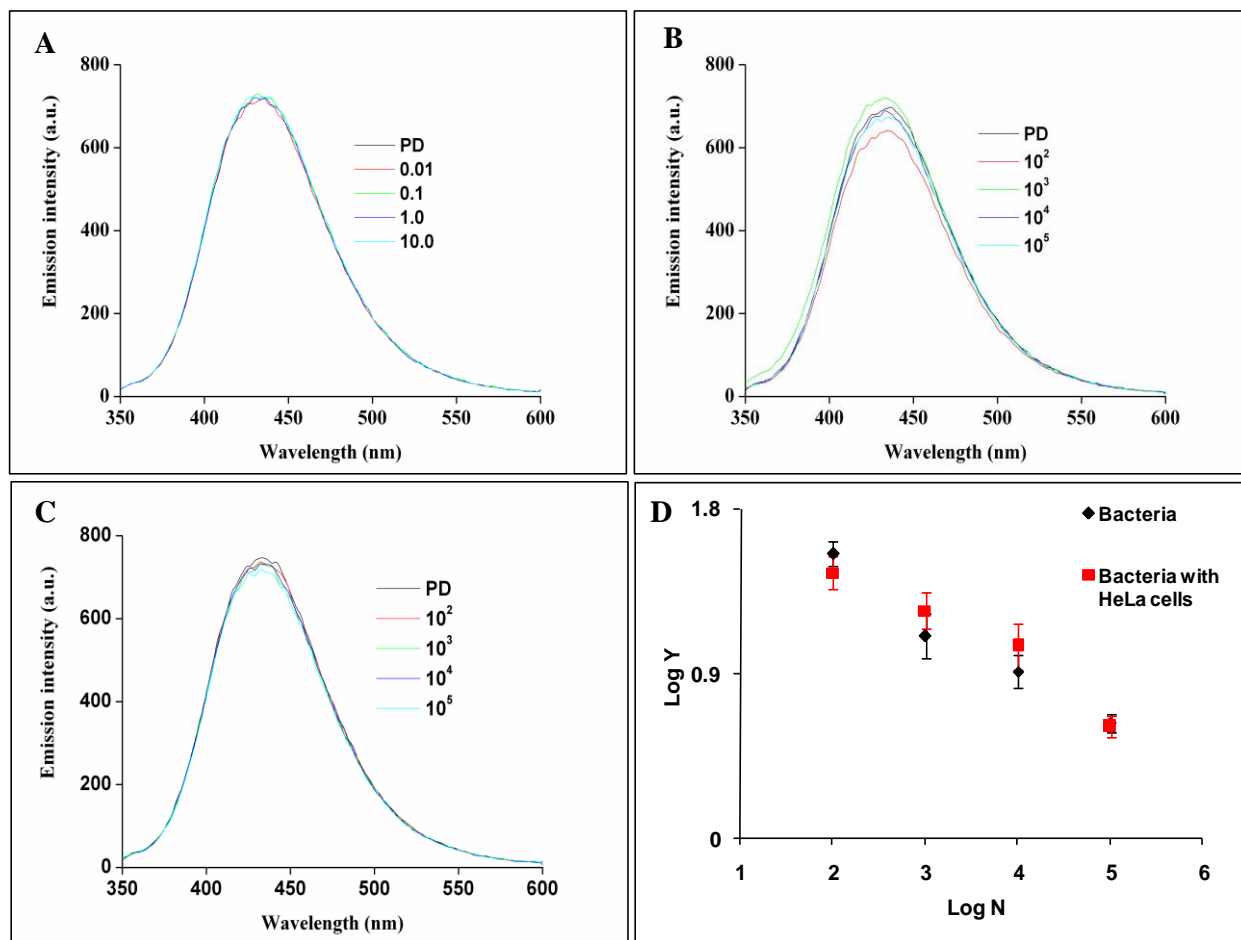 A
800
600
400
200
0
Emission intensity (a.u.)
PD
0.01
0.1
1.0
10.0
350 400 450 500 550 600
Wavelength (nm)
B
800
600
400
200
0
Emission intensity (a.u.)
PD
10²
10³
10⁴
10⁵
350 400 450 500 550 600
Wavelength (nm)
C
800
600
400
200
0
Emission intensity (a.u.)
PD
10²
10³
10⁴
10⁵
350 400 450 500 550 600
Wavelength (nm)
D
1.8
0.9
0
Log Y
Bacteria
Bacteria with
HeLa cells
1 2 3 4 5 6
Log N